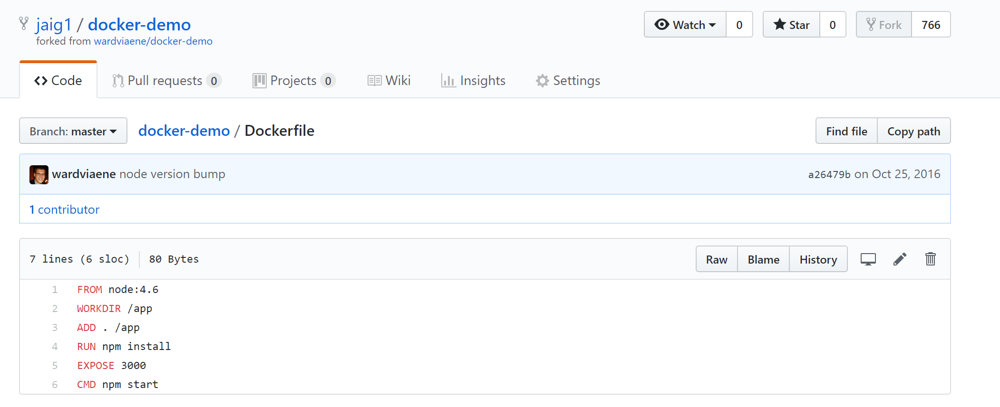 jaig1 / docker-demo
forked from wardviaene/docker-demo
Watch 0 Star 0 Fork 766
Code Pull requests 0 Projects 0 Wiki Insights Settings
Branch: master docker-demo / Dockerfile Find file Copy path
wardviaene node version bump a26479b on Oct 25, 2016
1 contributor
7 lines (6 sloc) 80 Bytes Raw Blame History
1 FROM node:4.6
2 WORKDIR /app
3 ADD . /app
4 RUN npm install
5 EXPOSE 3000
6 CMD npm start